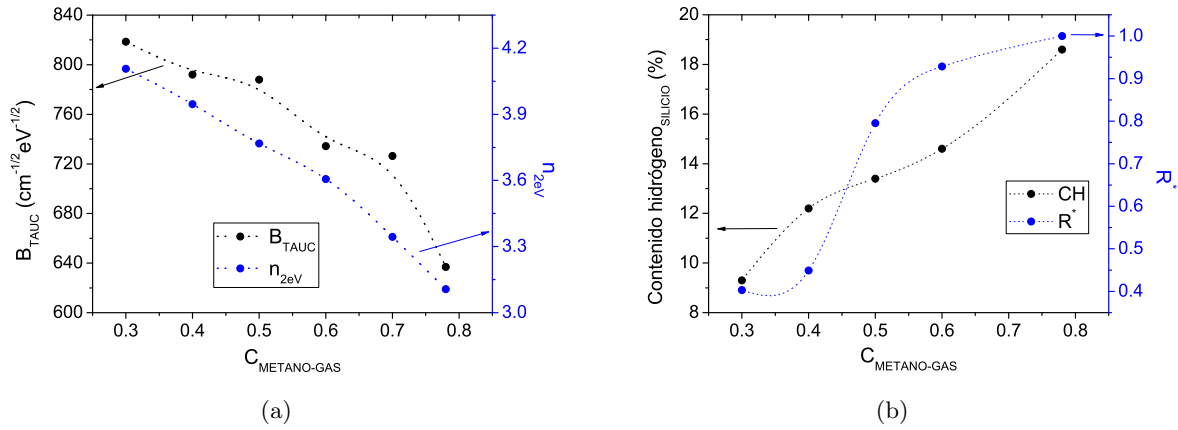 840
800
760
720
680
640
600
B_TAUC (cm^-1/2 eV^-1/2)
4.2
3.9
3.6
3.3
3.0
n_2eV
B_TAUC
n_2eV
0.3 0.4 0.5 0.6 0.7 0.8
C_METANO-GAS
(a)
20
18
16
14
12
10
8
Contenido hidrógeno_SILICIO (%)
1.0
0.9
0.8
0.7
0.6
0.5
0.4
R*
CH
R*
0.3 0.4 0.5 0.6 0.7 0.8
C_METANO-GAS
(b)